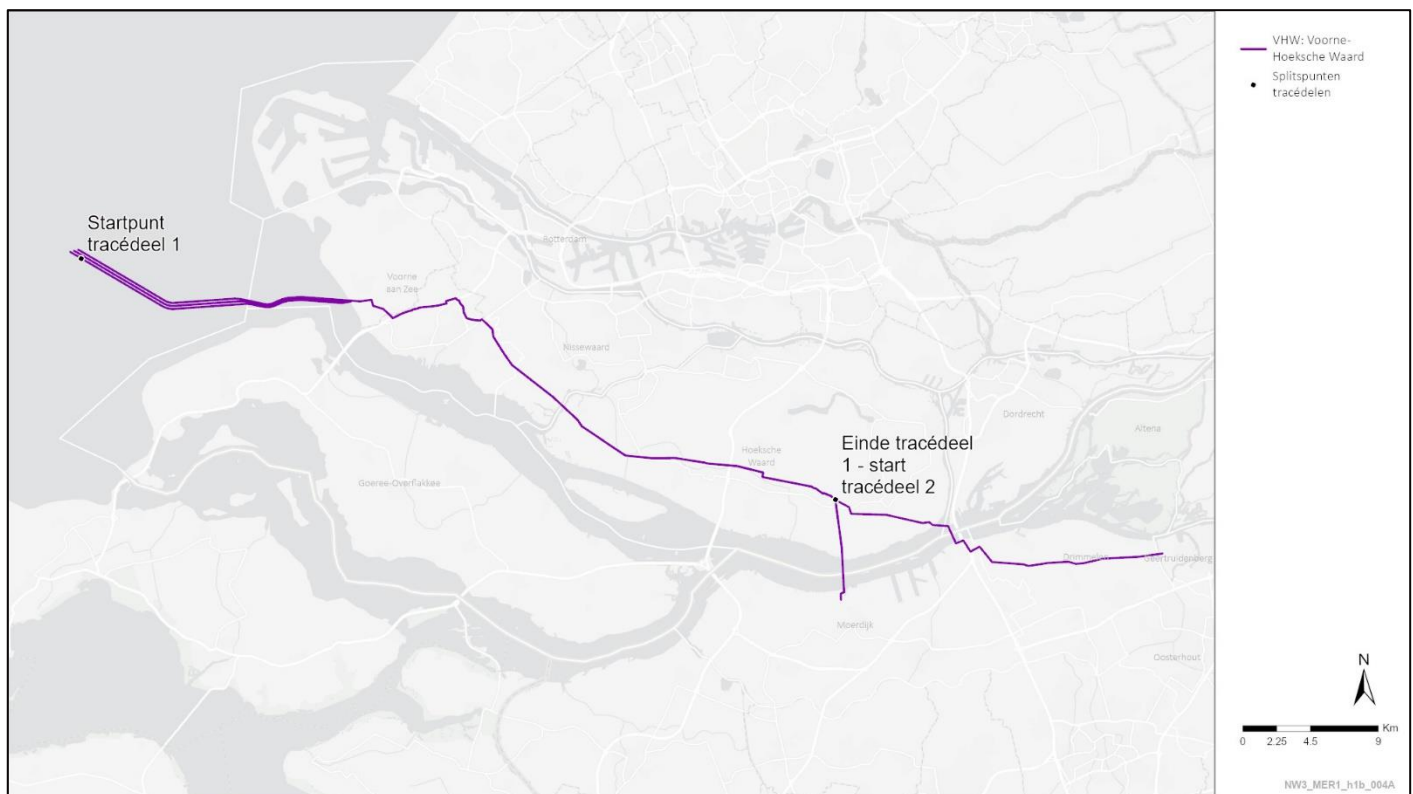 VHW: Voorne-
Hoeksche Waard
Splitspunten
tracédelen
Startpunt
tracédeel 1
Rotterdam
Voorne
aan Zee
Nissewaard
Dordrecht
Altena
Hoeksche
Waard
Einde tracédeel
1 - start
tracédeel 2
Goeree-Overflakkee
Drimmelen
Geertruidenberg
Moerdijk
Oosterhout
N
Km
0 2.25 4.5 9
NW3_MER1_h1b_004A